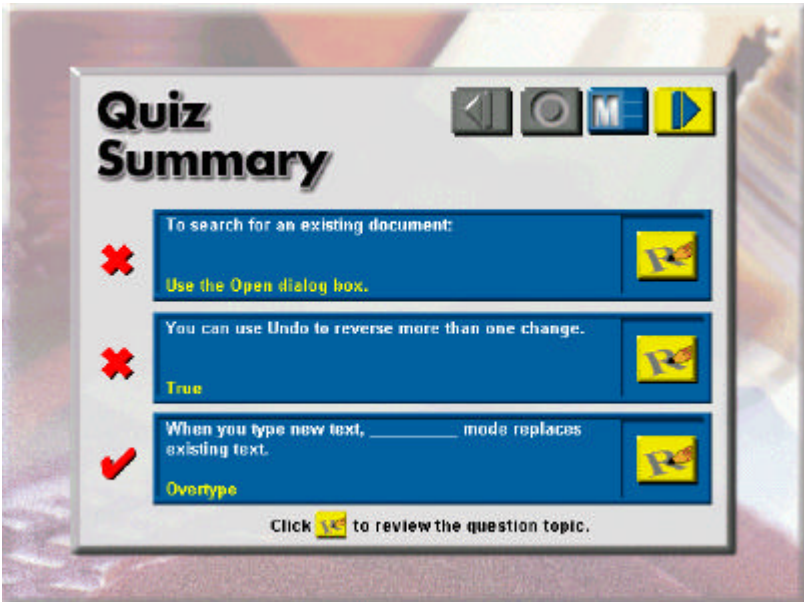 Quiz
Summary
M
To search for an existing document:
Use the Open dialog box.
R
You can use Undo to reverse more than one change.
True
R
When you type new text, __________ mode replaces
existing text.
Overtype
R
Click R to review the question topic.